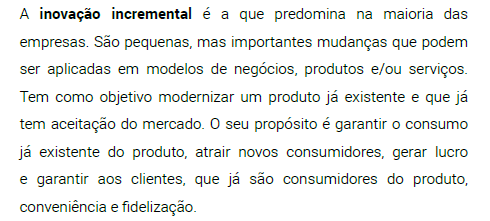 A inovação incremental é a que predomina na maioria das
empresas. São pequenas, mas importantes mudanças que podem
ser aplicadas em modelos de negócios, produtos e/ou serviços.
Tem como objetivo modernizar um produto já existente e que já
tem aceitação do mercado. O seu propósito é garantir o consumo
já existente do produto, atrair novos consumidores, gerar lucro
e garantir aos clientes, que já são consumidores do produto,
conveniência e fidelização.